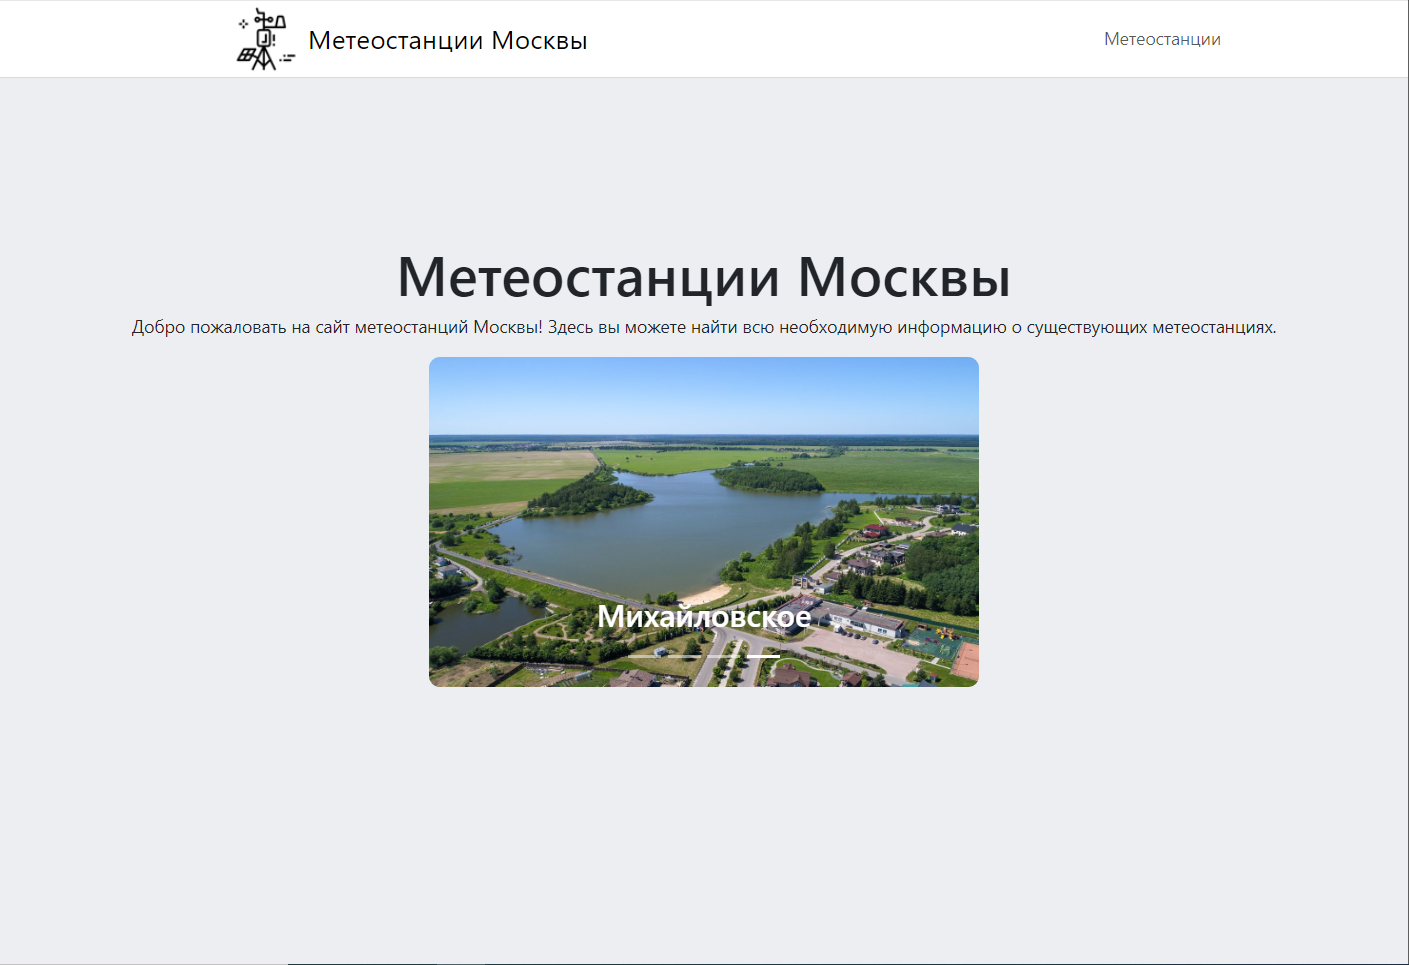 Метеостанции Москвы
Метеостанции
Метеостанции Москвы
Добро пожаловать на сайт метеостанций Москвы! Здесь вы можете найти всю необходимую информацию о существующих метеостанциях.
Михайловское